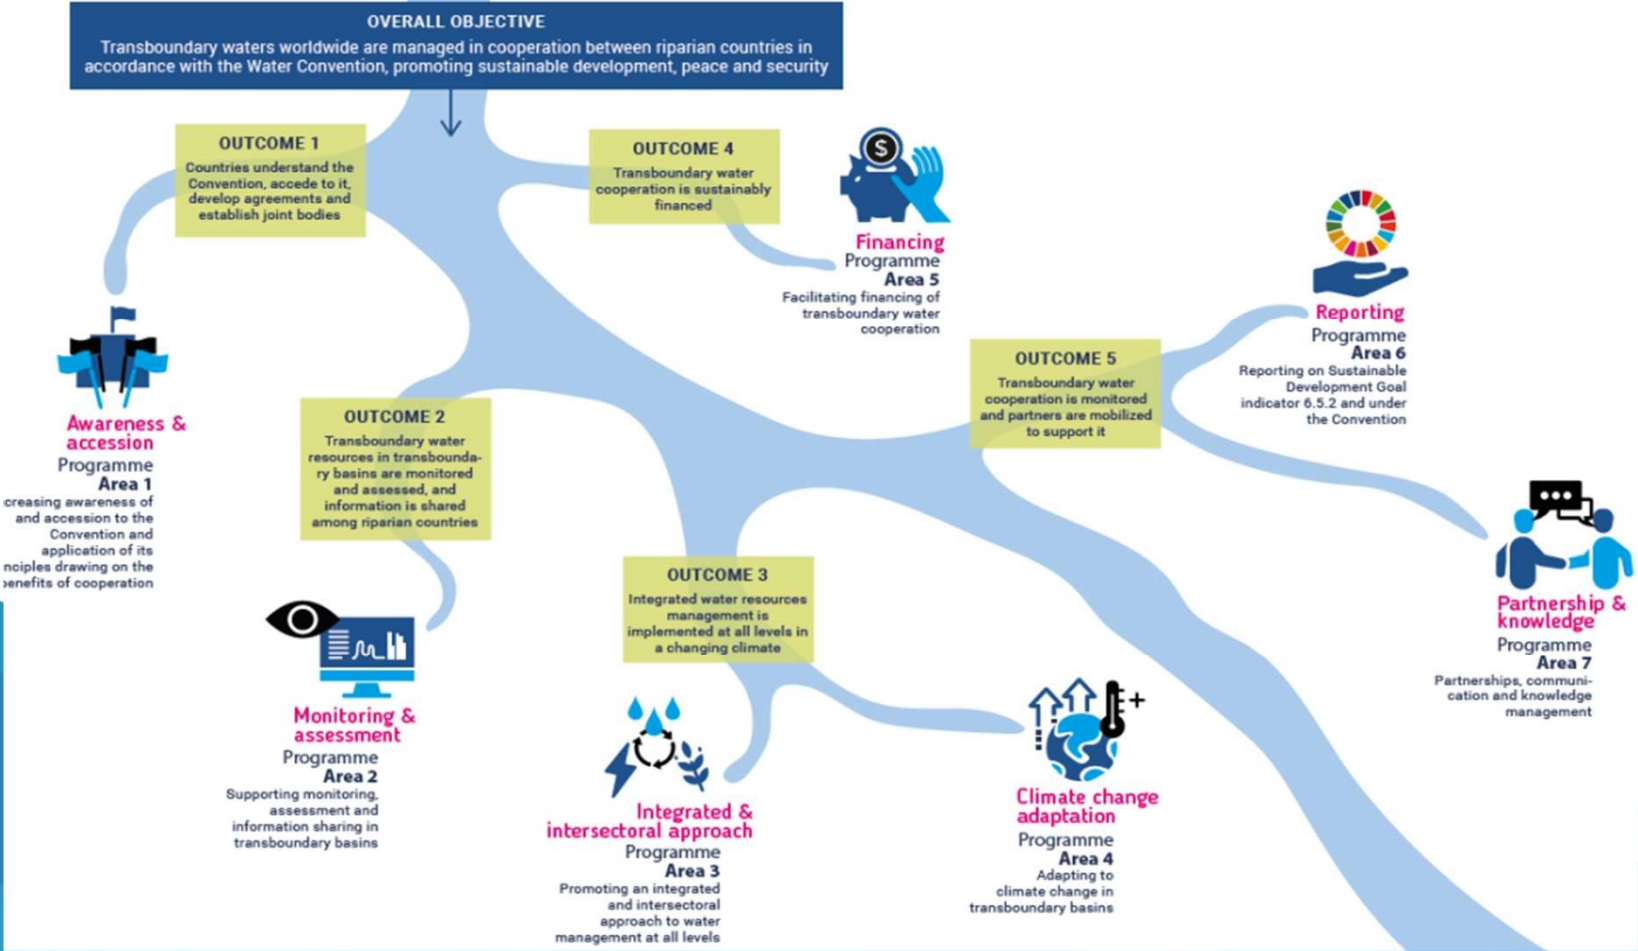 OVERALL OBJECTIVE
Transboundary waters worldwide are managed in cooperation between riparian countries in
accordance with the Water Convention, promoting sustainable development, peace and security
OUTCOME 1
Countries understand the
Convention, accede to it,
develop agreements and
establish joint bodies
OUTCOME 4
Transboundary water
cooperation is sustainably
financed
$
Financing
Programme
Area 5
Facilitating financing of
transboundary water
cooperation
Reporting
Programme
Area 6
Reporting on Sustainable
Development Goal
indicator 6.5.2 and under
the Convention
OUTCOME 5
Transboundary water
cooperation is monitored
and partners are mobilized
to support it
Awareness &
accession
Programme
Area 1
creasing awareness of
and accession to the
Convention and
application of its
nciples drawing on the
benefits of cooperation
OUTCOME 2
Transboundary water
resources in transbounda-
ry basins are monitored
and assessed, and
information is shared
among riparian countries
Partnership &
knowledge
Programme
Area 7
Partnerships, communi-
cation and knowledge
management
OUTCOME 3
Integrated water resources
management is
implemented at all levels in
a changing climate
Monitoring &
assessment
Programme
Area 2
Supporting monitoring,
assessment and
information sharing in
transboundary basins
Integrated &
intersectoral approach
Programme
Area 3
Promoting an integrated
and intersectoral
approach to water
management at all levels
Climate change
adaptation
Programme
Area 4
Adapting to
climate change in
transboundary basins